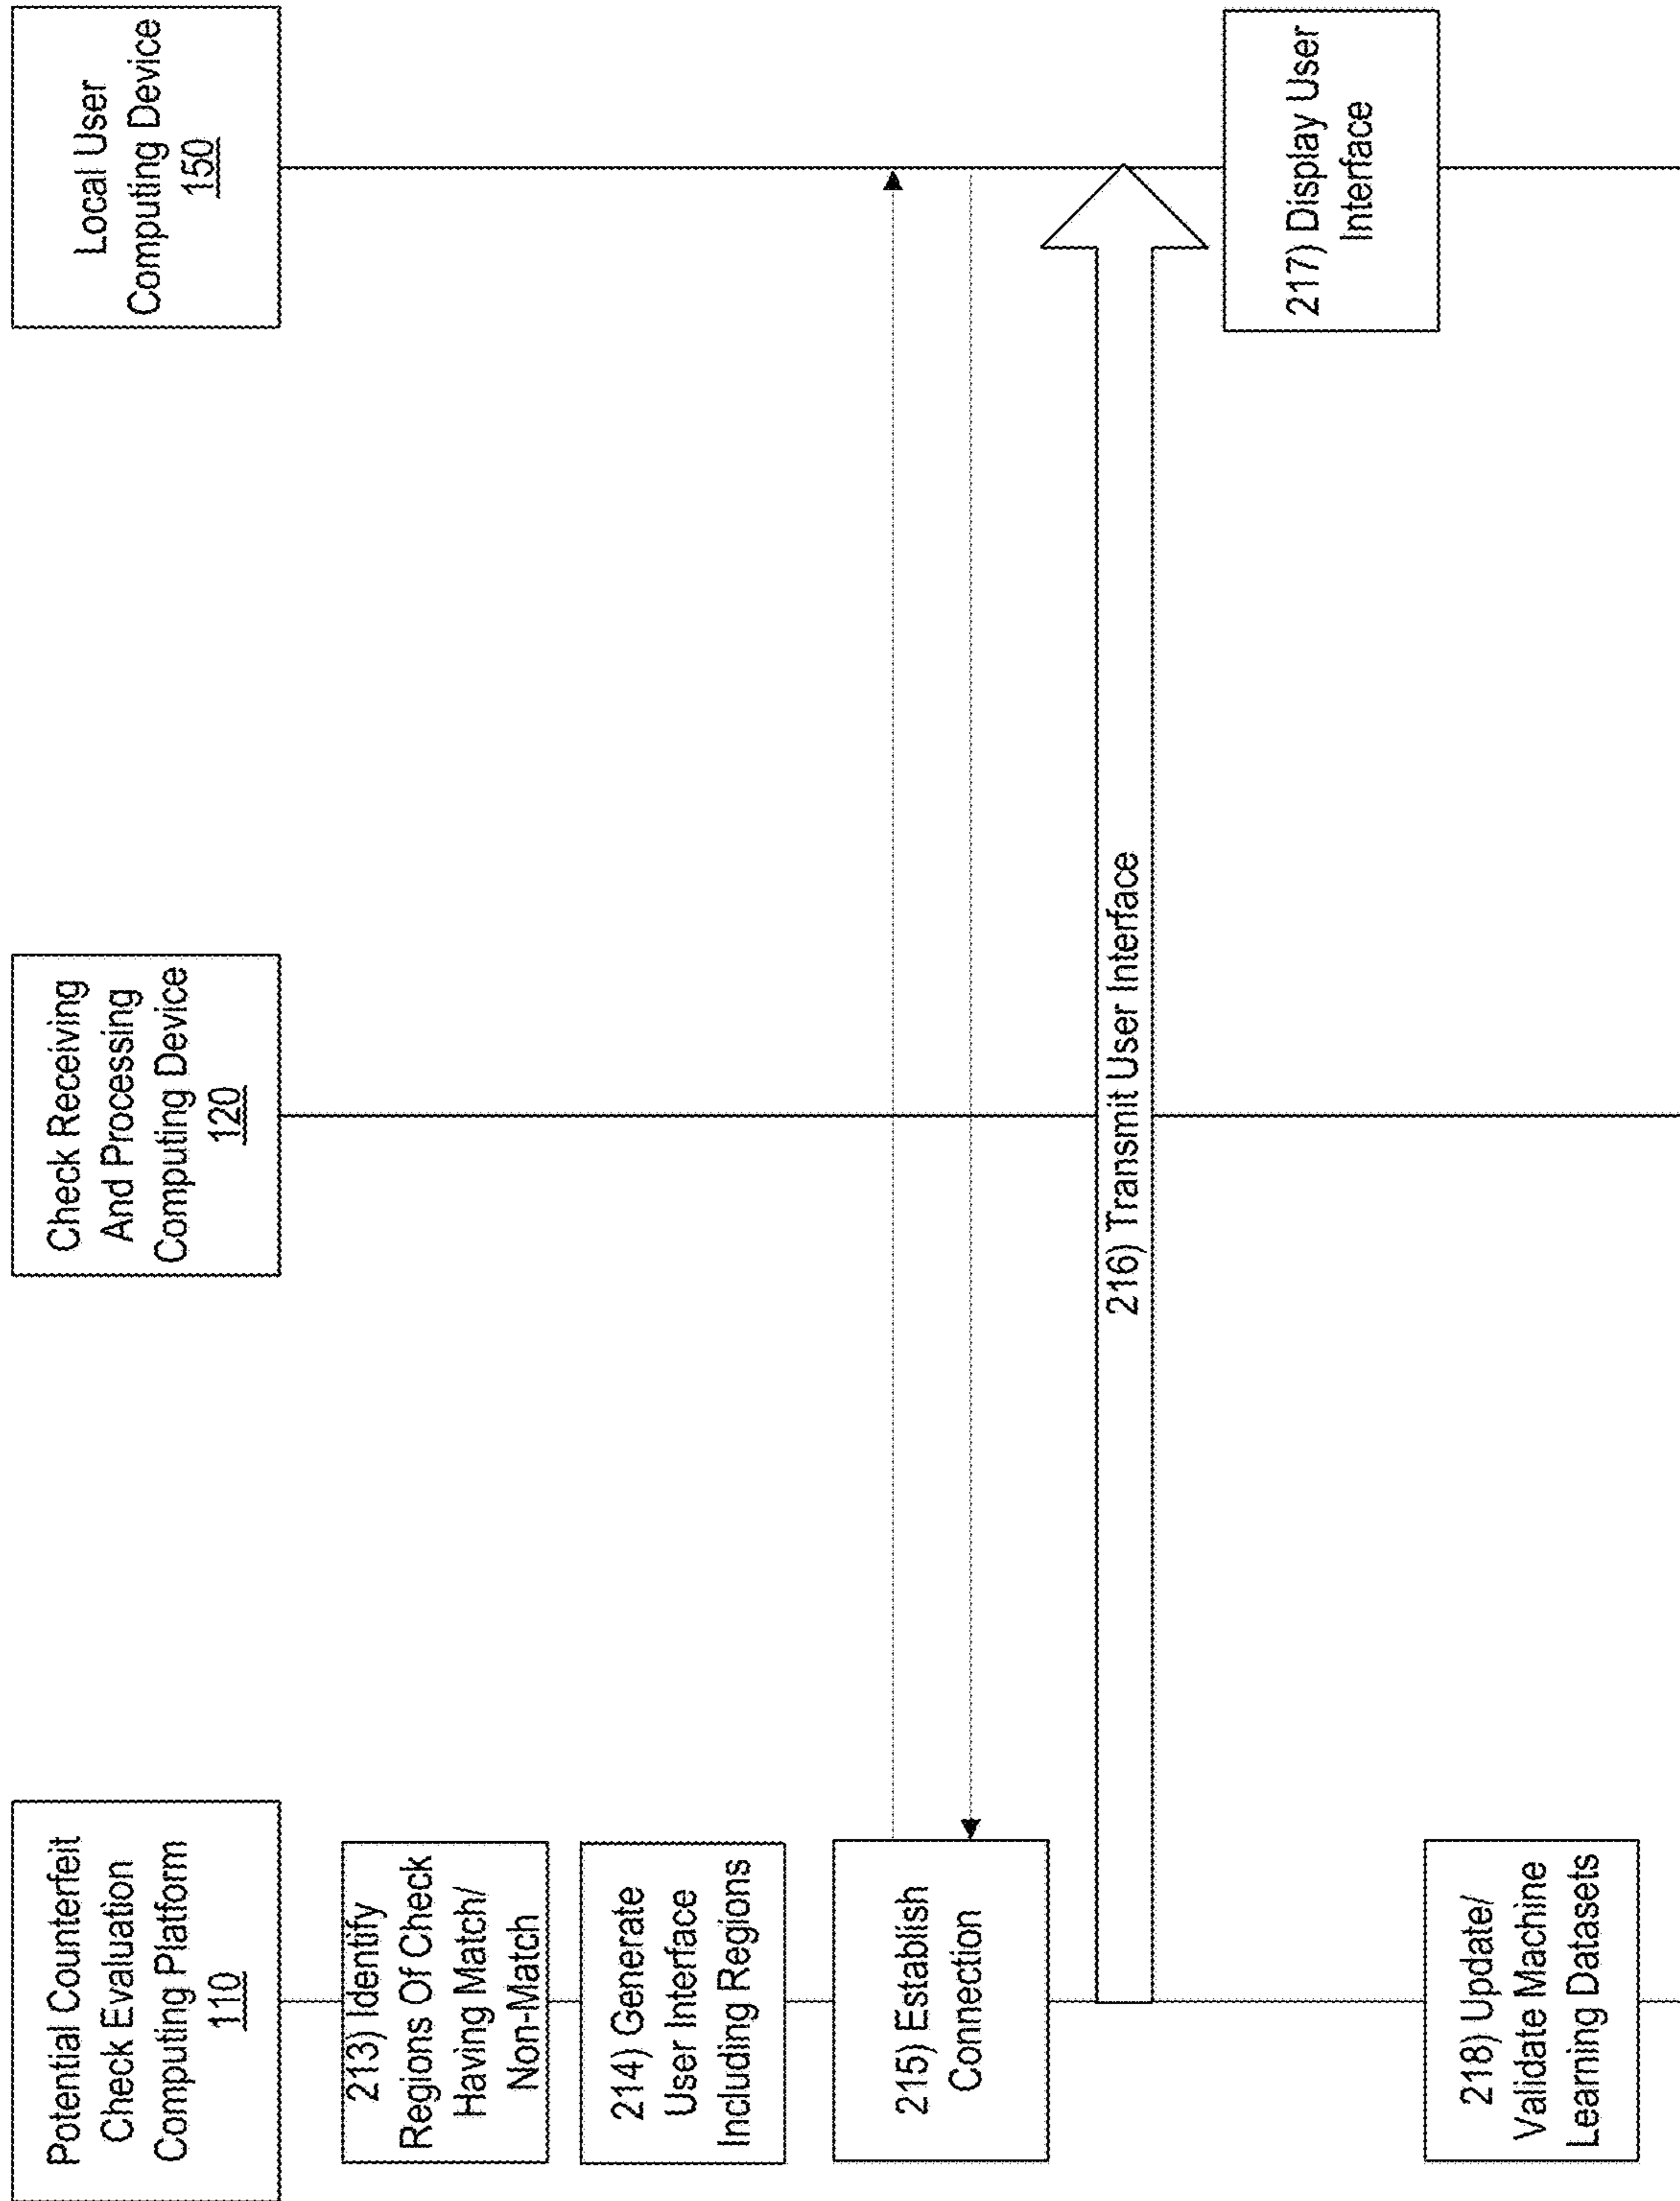 Potential Counterfeit
Check Evaluation
Computing Platform
110
Check Receiving
And Processing
Computing Device
120
Local User
Computing Device
150
213) Identify
Regions Of Check
Having Match/
Non-Match
214) Generate
User Interface
Including Regions
215) Establish
Connection
216) Transmit User Interface
217) Display User
Interface
218) Update/
Validate Machine
Learning Datasets